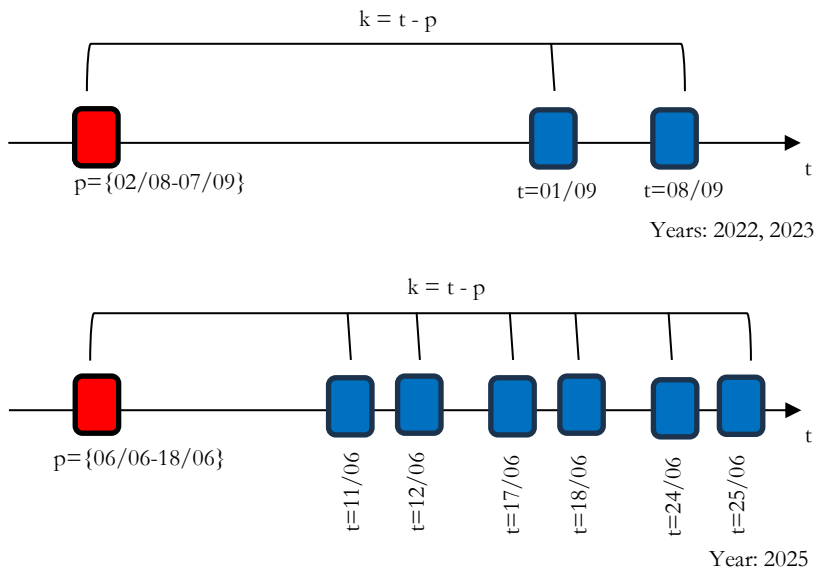 k = t - p
t
p={02/08-07/09}
t=01/09
t=08/09
Years: 2022, 2023
k = t - p
t
p={06/06-18/06}
t=11/06
t=12/06
t=17/06
t=18/06
t=24/06
t=25/06
Year: 2025